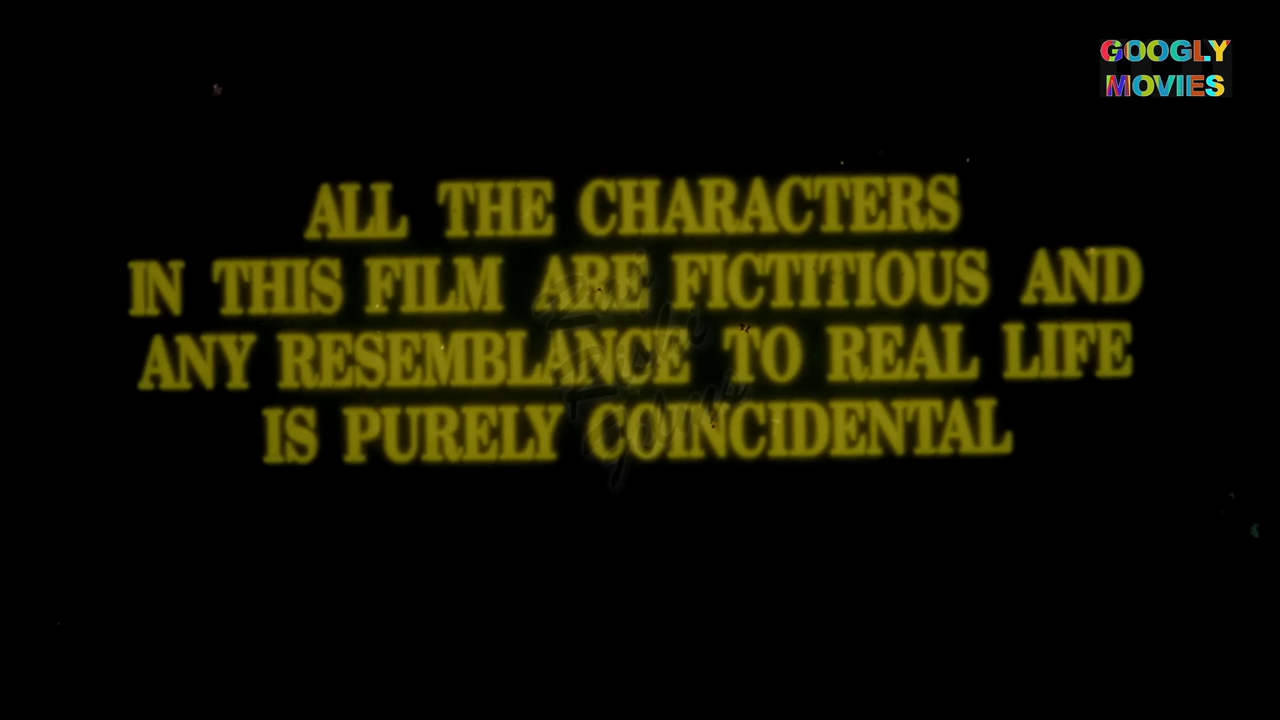 GOOGLY
MOVIES
ALL THE CHARACTERS
IN THIS FILM ARE FICTITIOUS AND
ANY RESEMBLANCE TO REAL LIFE
IS PURELY COINCIDENTAL